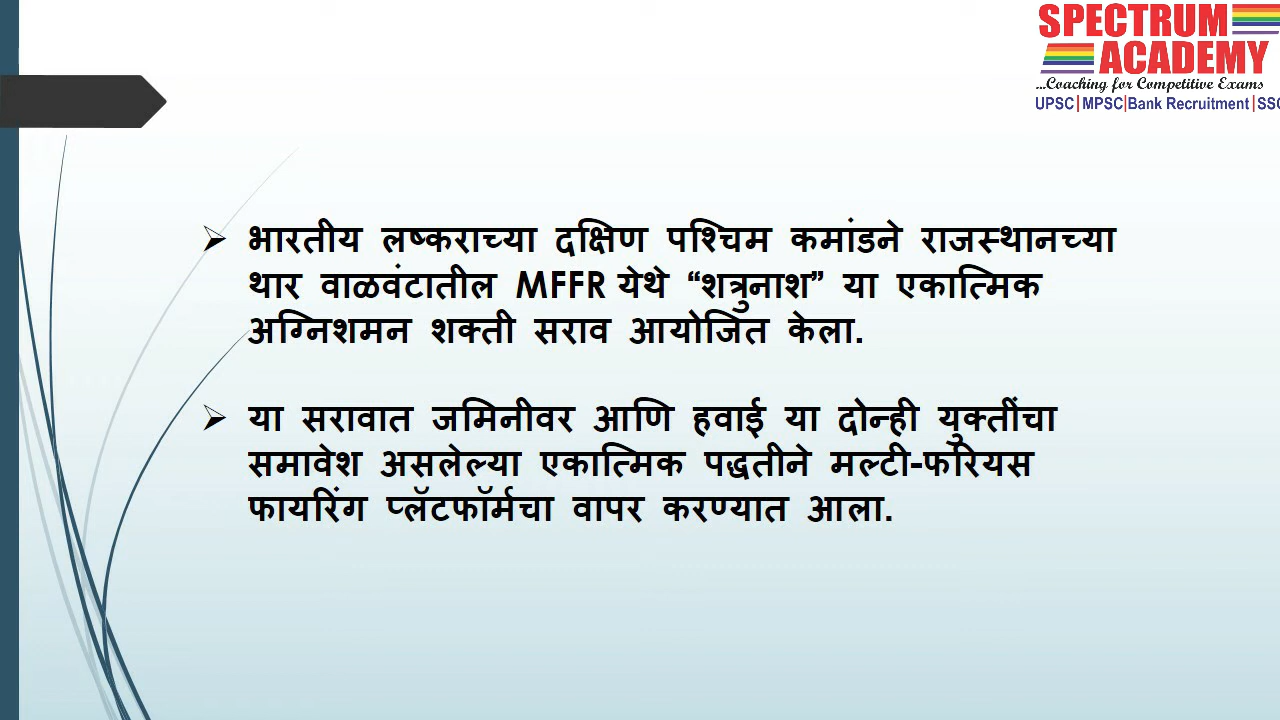 SPECTRUM
ACADEMY
...Coaching for Competitive Exams
UPSC|MPSC|Bank Recruitment |SSC
भारतीय लष्कराच्या दक्षिण पश्चिम कमांडने राजस्थानच्या
थार वाळवंटातील MFFR येथे “शत्रुनाश” या एकात्मिक
अग्निशमन शक्ती सराव आयोजित केला.
या सरावात जमिनीवर आणि हवाई या दोन्ही युक्तींचा
समावेश असलेल्या एकात्मिक पद्धतीने मल्टी-फरियस
फायरिंग प्लॅटफॉर्मचा वापर करण्यात आला.